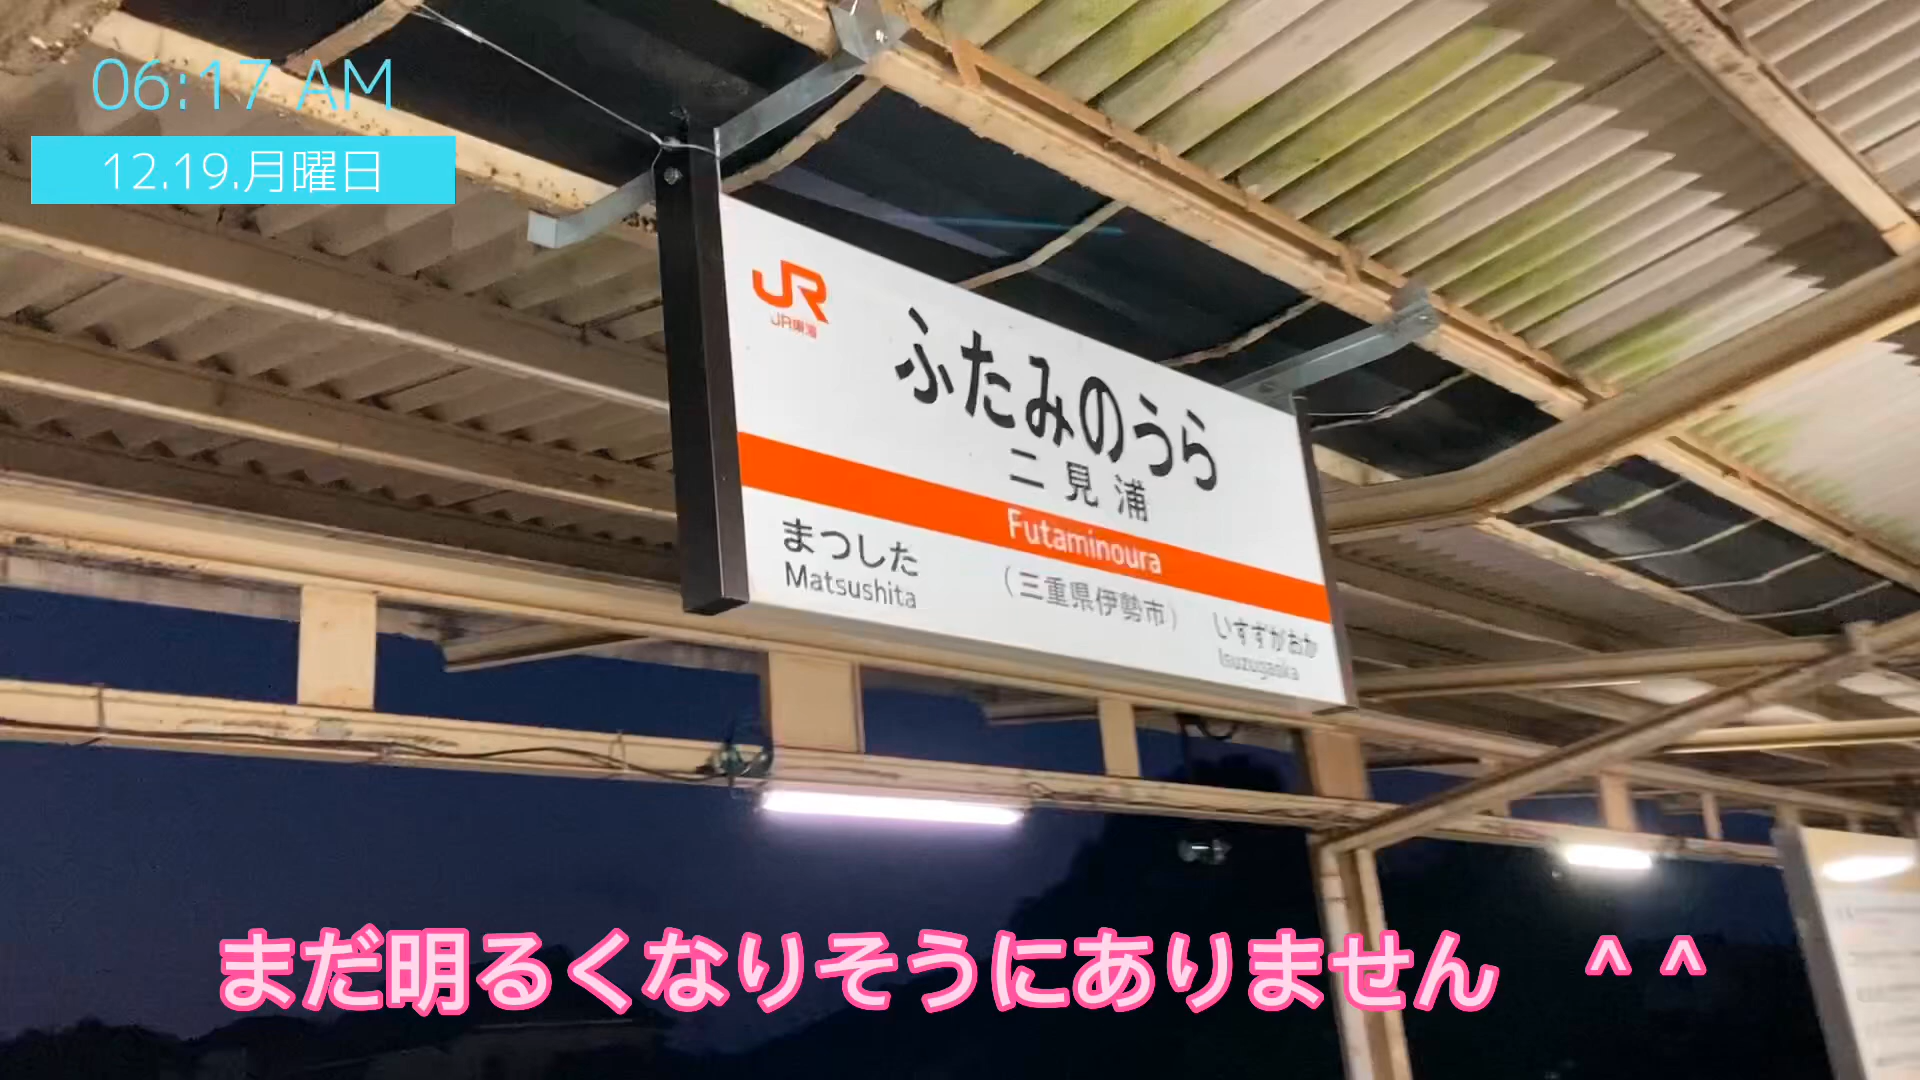 06:17 AM
12.19.月曜日
JR
JR東海
ふたみのうら
二見浦
Futaminoura
まつした
Matsushita
（三重県伊勢市）
いすずがおか
Isuzugaoka
まだ明るくなりそうにありません ＾＾